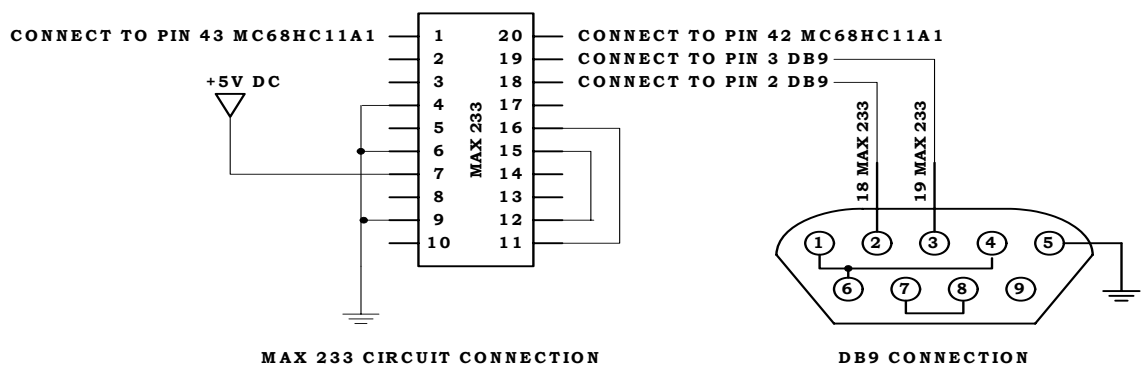 CONNECT TO PIN 43 MC68HC11A1
1 20
CONNECT TO PIN 42 MC68HC11A1
2 19
CONNECT TO PIN 3 DB9
3 18
CONNECT TO PIN 2 DB9
+5V DC
4 17
5 16
6 15
7 14
8 13
9 12
10 11
MAX 233
18 MAX 233
19 MAX 233
1 2 3 4 5
6 7 8 9
MAX 233 CIRCUIT CONNECTION
DB9 CONNECTION